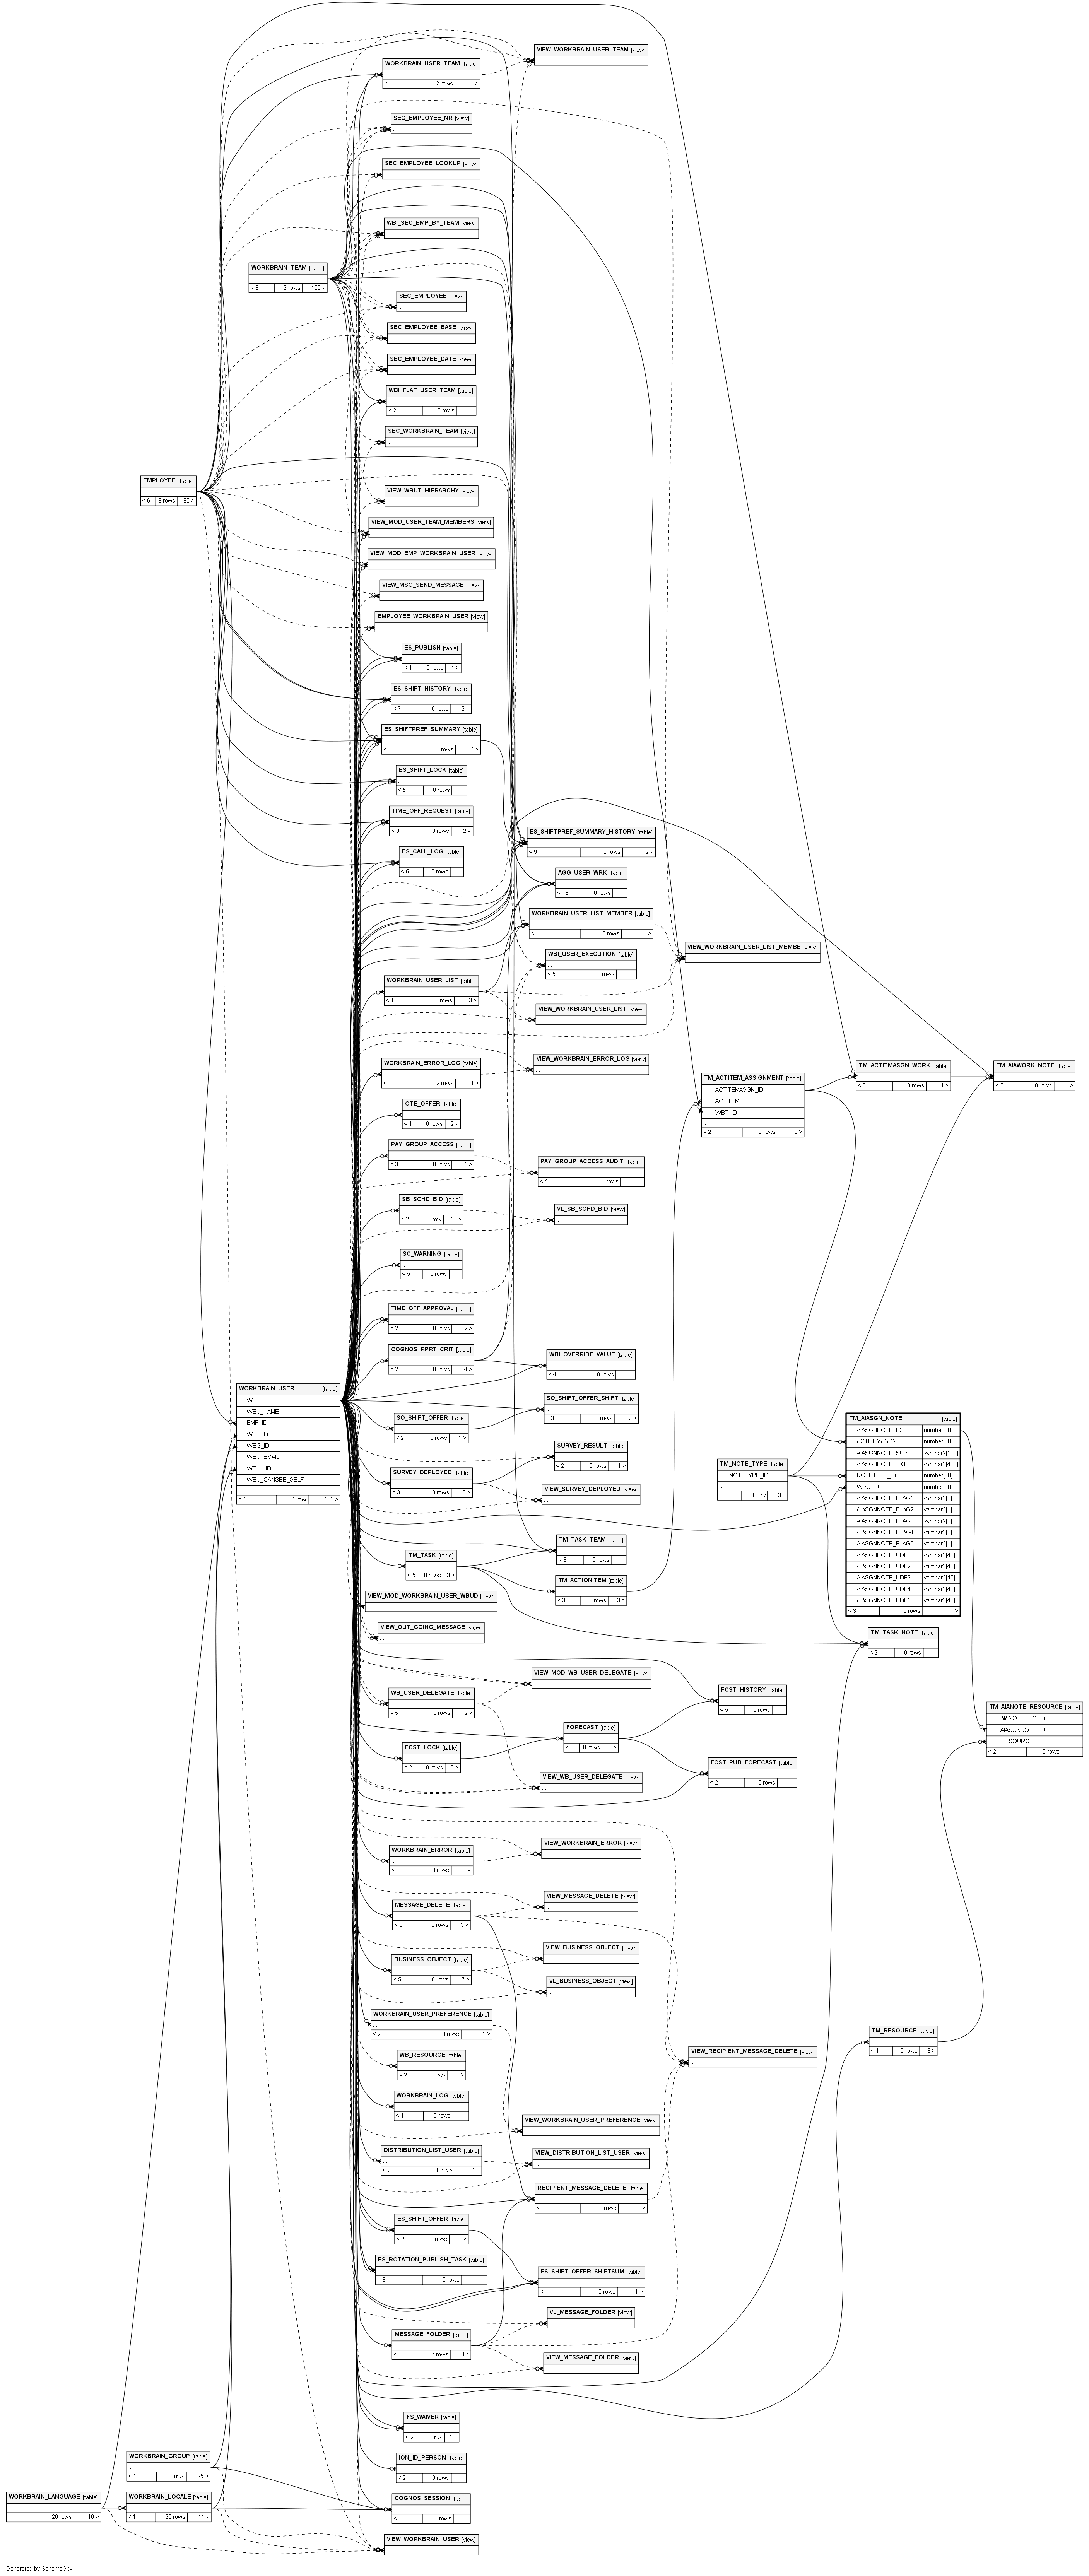 VIEW_WORKBRAIN_USER_TEAM [view]
WORKBRAIN_USER_TEAM [table]
...
< 4 2 rows 1 >
SEC_EMPLOYEE_NR [view]
...
SEC_EMPLOYEE_LOOKUP [view]
WBI_SEC_EMP_BY_TEAM [view]
WORKBRAIN_TEAM [table]
< 3 3 rows 109 >
SEC_EMPLOYEE [view]
SEC_EMPLOYEE_BASE [view]
SEC_EMPLOYEE_DATE [view]
WBI_FLAT_USER_TEAM [table]
< 2 0 rows
SEC_WORKBRAIN_TEAM [view]
EMPLOYEE [table]
< 6 3 rows 180 >
VIEW_WBUT_HIERARCHY [view]
VIEW_MOD_USER_TEAM_MEMBERS [view]
VIEW_MOD_EMP_WORKBRAIN_USER [view]
VIEW_MSG_SEND_MESSAGE [view]
EMPLOYEE_WORKBRAIN_USER [view]
ES_PUBLISH [table]
< 4 0 rows 1 >
ES_SHIFT_HISTORY [table]
< 7 0 rows 3 >
ES_SHIFTPREF_SUMMARY [table]
< 8 0 rows 4 >
ES_SHIFT_LOCK [table]
< 5 0 rows
TIME_OFF_REQUEST [table]
< 3 0 rows 2 >
ES_SHIFTPREF_SUMMARY_HISTORY [table]
< 9 0 rows 2 >
ES_CALL_LOG [table]
< 5 0 rows
AGG_USER_WRK [table]
< 13 0 rows
WORKBRAIN_USER_LIST_MEMBER [table]
< 4 0 rows 1 >
VIEW_WORKBRAIN_USER_LIST_MEMBE [view]
WBI_USER_EXECUTION [table]
< 5 0 rows
WORKBRAIN_USER_LIST [table]
< 1 0 rows 3 >
VIEW_WORKBRAIN_USER_LIST [view]
VIEW_WORKBRAIN_ERROR_LOG [view]
WORKBRAIN_ERROR_LOG [table]
< 1 2 rows 1 >
TM_ACTITMASGN_WORK [table]
< 3 0 rows 1 >
TM_AIAWORK_NOTE [table]
< 3 0 rows 1 >
TM_ACTITEM_ASSIGNMENT [table]
ACTITEMASGN_ID
ACTITEM_ID
WBT_ID
< 2 0 rows 2 >
OTE_OFFER [table]
< 1 0 rows 2 >
PAY_GROUP_ACCESS [table]
< 3 0 rows 1 >
PAY_GROUP_ACCESS_AUDIT [table]
< 4 0 rows
SB_SCHD_BID [table]
< 2 1 row 13 >
VL_SB_SCHD_BID [view]
SC_WARNING [table]
< 5 0 rows
TIME_OFF_APPROVAL [table]
< 2 0 rows 2 >
COGNOS_RPRT_CRIT [table]
< 2 0 rows 4 >
WBI_OVERRIDE_VALUE [table]
< 4 0 rows
WORKBRAIN_USER [table]
WBU_ID
WBU_NAME
EMP_ID
WBL_ID
WBG_ID
WBU_EMAIL
WBLL_ID
WBU_CANSEE_SELF
...
< 4 1 row 105 >
SO_SHIFT_OFFER_SHIFT [table]
< 3 0 rows 2 >
SO_SHIFT_OFFER [table]
< 2 0 rows 1 >
SURVEY_RESULT [table]
< 2 0 rows 1 >
SURVEY_DEPLOYED [table]
< 3 0 rows 2 >
VIEW_SURVEY_DEPLOYED [view]
TM_NOTE_TYPE [table]
NOTETYPE_ID
1 row 3 >
TM_AIASGN_NOTE [table]
AIASGNNOTE_ID number[38]
ACTITEMASGN_ID number[38]
AIASGNNOTE_SUB varchar2[100]
AIASGNNOTE_TXT varchar2[400]
NOTETYPE_ID number[38]
WBU_ID number[38]
AIASGNNOTE_FLAG1 varchar2[1]
AIASGNNOTE_FLAG2 varchar2[1]
AIASGNNOTE_FLAG3 varchar2[1]
AIASGNNOTE_FLAG4 varchar2[1]
AIASGNNOTE_FLAG5 varchar2[1]
AIASGNNOTE_UDF1 varchar2[40]
AIASGNNOTE_UDF2 varchar2[40]
AIASGNNOTE_UDF3 varchar2[40]
AIASGNNOTE_UDF4 varchar2[40]
AIASGNNOTE_UDF5 varchar2[40]
< 3 0 rows 1 >
TM_TASK_TEAM [table]
< 3 0 rows
TM_TASK [table]
< 5 0 rows 3 >
TM_ACTIONITEM [table]
< 3 0 rows 3 >
VIEW_MOD_WORKBRAIN_USER_WBUD [view]
VIEW_OUT_GOING_MESSAGE [view]
TM_TASK_NOTE [table]
< 3 0 rows
VIEW_MOD_WB_USER_DELEGATE [view]
WB_USER_DELEGATE [table]
< 5 0 rows 2 >
FCST_HISTORY [table]
< 5 0 rows
TM_AIANOTE_RESOURCE [table]
AIANOTERES_ID
AIASGNNOTE_ID
RESOURCE_ID
< 2 0 rows
FORECAST [table]
< 8 0 rows 11 >
FCST_LOCK [table]
< 2 0 rows 2 >
FCST_PUB_FORECAST [table]
< 2 0 rows
VIEW_WB_USER_DELEGATE [view]
VIEW_WORKBRAIN_ERROR [view]
WORKBRAIN_ERROR [table]
< 1 0 rows 1 >
VIEW_MESSAGE_DELETE [view]
MESSAGE_DELETE [table]
< 2 0 rows 3 >
VIEW_BUSINESS_OBJECT [view]
BUSINESS_OBJECT [table]
< 5 0 rows 7 >
VL_BUSINESS_OBJECT [view]
WORKBRAIN_USER_PREFERENCE [table]
< 2 0 rows 1 >
TM_RESOURCE [table]
< 1 0 rows 3 >
VIEW_RECIPIENT_MESSAGE_DELETE [view]
WB_RESOURCE [table]
< 2 0 rows 1 >
WORKBRAIN_LOG [table]
< 1 0 rows
VIEW_WORKBRAIN_USER_PREFERENCE [view]
DISTRIBUTION_LIST_USER [table]
< 2 0 rows 1 >
VIEW_DISTRIBUTION_LIST_USER [view]
RECIPIENT_MESSAGE_DELETE [table]
< 3 0 rows 1 >
ES_SHIFT_OFFER [table]
< 2 0 rows 1 >
ES_ROTATION_PUBLISH_TASK [table]
< 3 0 rows
ES_SHIFT_OFFER_SHIFTSUM [table]
< 4 0 rows 1 >
VL_MESSAGE_FOLDER [view]
MESSAGE_FOLDER [table]
< 1 7 rows 8 >
VIEW_MESSAGE_FOLDER [view]
FS_WAIVER [table]
< 2 0 rows 1 >
WORKBRAIN_GROUP [table]
< 1 7 rows 25 >
ION_ID_PERSON [table]
< 2 0 rows
WORKBRAIN_LANGUAGE [table]
20 rows 16 >
WORKBRAIN_LOCALE [table]
< 1 20 rows 11 >
COGNOS_SESSION [table]
< 3 3 rows
VIEW_WORKBRAIN_USER [view]
Generated by SchemaSpy